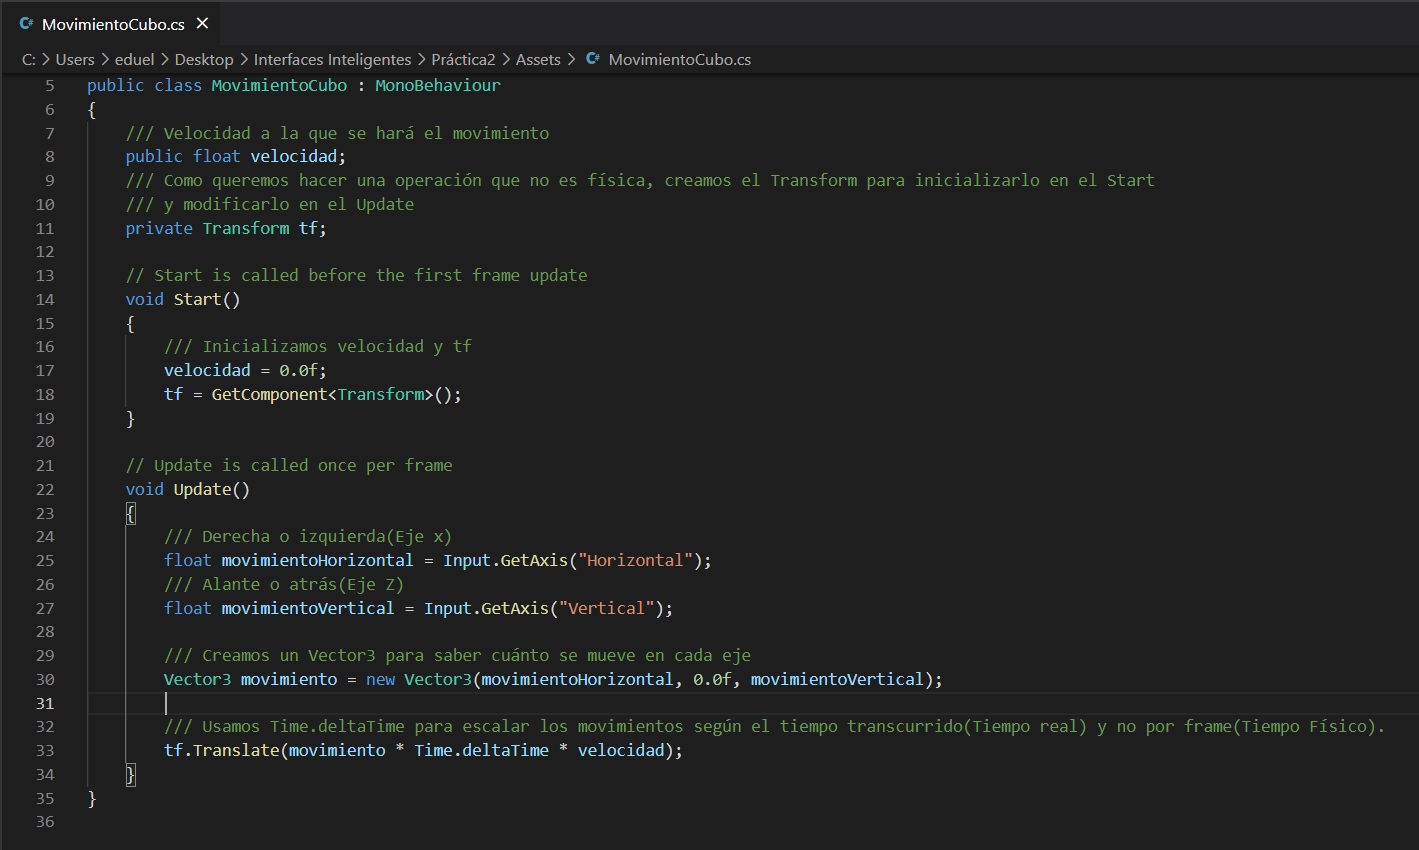 C# MovimientoCubo.cs ×
C: > Users > eduel > Desktop > Interfaces Inteligentes > Práctica2 > Assets > C# MovimientoCubo.cs
5 public class MovimientoCubo : MonoBehaviour
6 {
7 /// Velocidad a la que se hará el movimiento
8 public float velocidad;
9 /// Como queremos hacer una operación que no es física, creamos el Transform para inicializarlo en el Start
10 /// y modificarlo en el Update
11 private Transform tf;
12
13 // Start is called before the first frame update
14 void Start()
15 {
16 /// Inicializamos velocidad y tf
17 velocidad = 0.0f;
18 tf = GetComponent<Transform>();
19 }
20
21 // Update is called once per frame
22 void Update()
23 {
24 /// Derecha o izquierda(Eje x)
25 float movimientoHorizontal = Input.GetAxis("Horizontal");
26 /// Alante o atrás(Eje Z)
27 float movimientoVertical = Input.GetAxis("Vertical");
28
29 /// Creamos un Vector3 para saber cuánto se mueve en cada eje
30 Vector3 movimiento = new Vector3(movimientoHorizontal, 0.0f, movimientoVertical);
31
32 /// Usamos Time.deltaTime para escalar los movimientos según el tiempo transcurrido(Tiempo real) y no por frame(Tiempo Físico).
33 tf.Translate(movimiento * Time.deltaTime * velocidad);
34 }
35 }
36